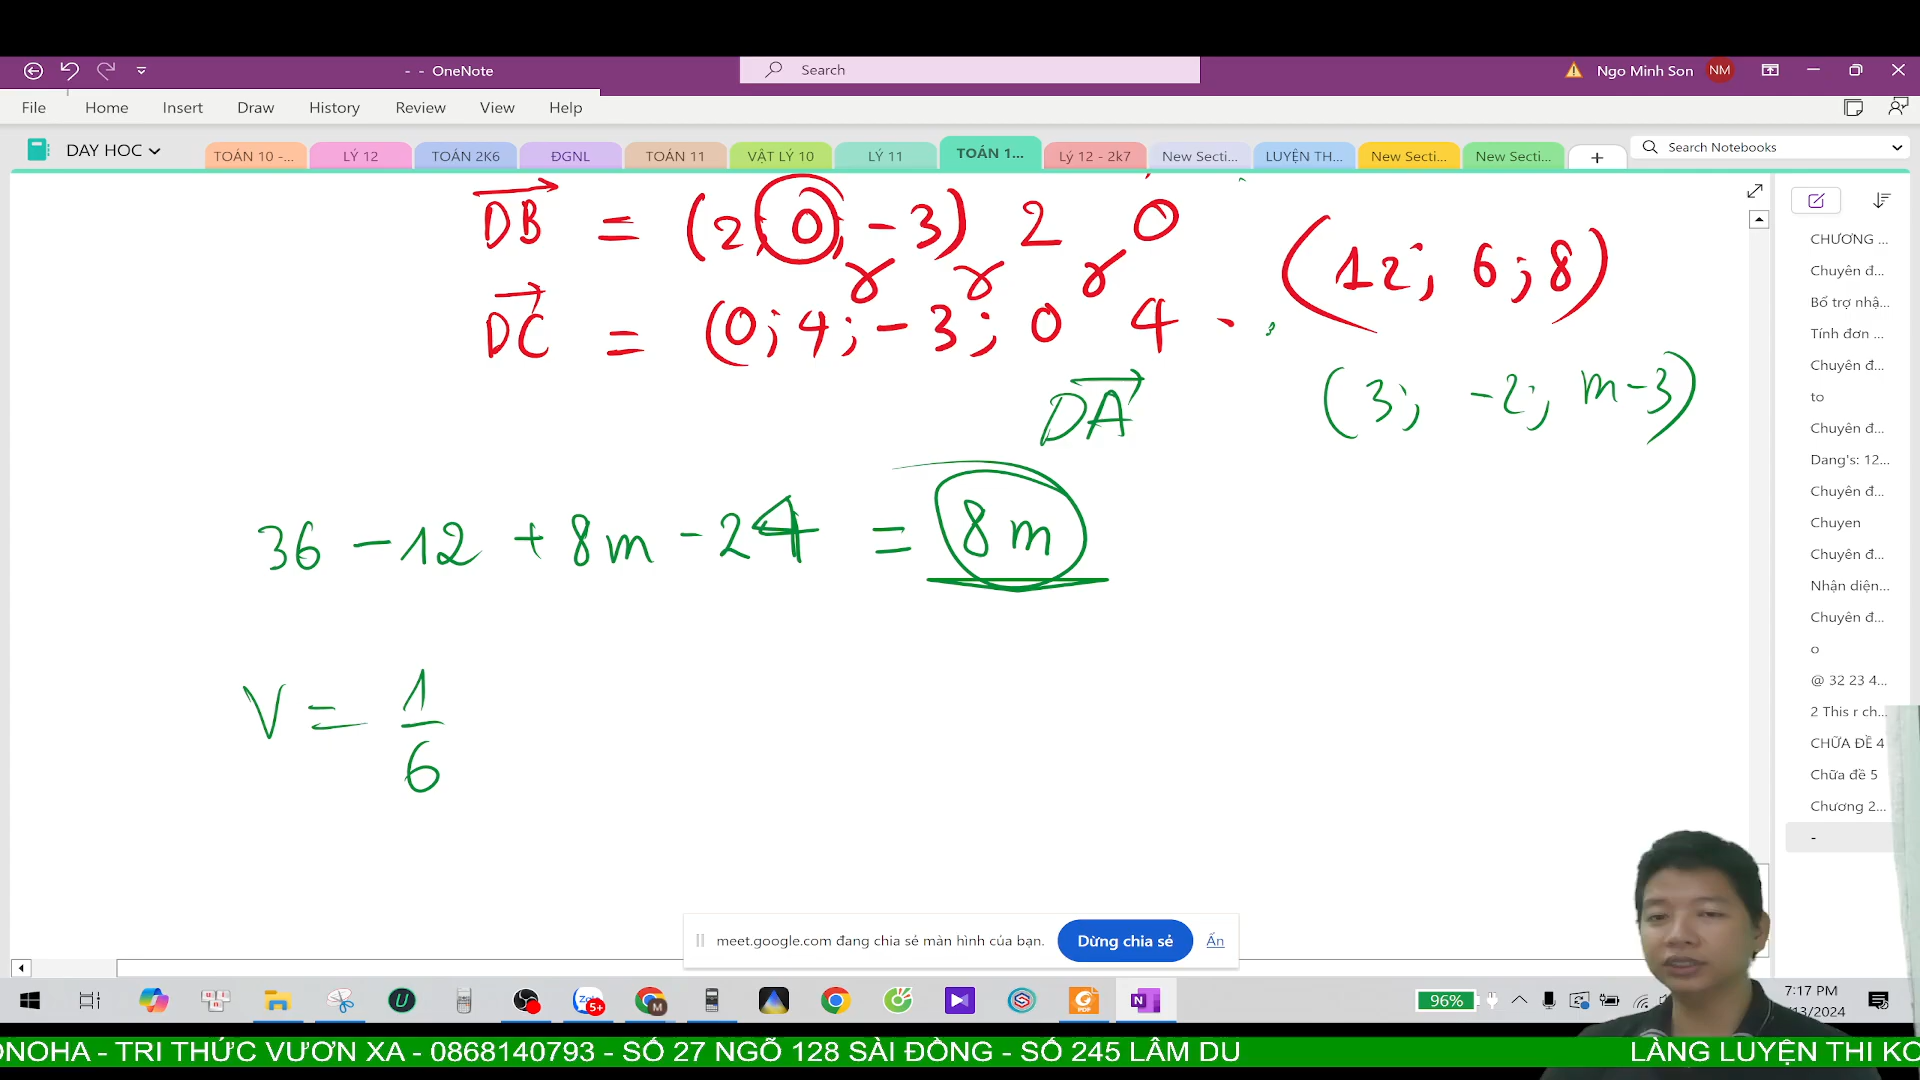 - - OneNote
Search
Ngo Minh Son NM
File Home Insert Draw History Review View Help
DAY HOC
TOÁN 10 -... LÝ 12 TOÁN 2K6 ĐGNL TOÁN 11 VẬT LÝ 10 LÝ 11 TOÁN 1... Lý 12 - 2k7 New Secti... LUYỆN TH... New Secti... New Secti... +
Search Notebooks
DB = (2; 0; -3) 2 0
(12; 6; 8)
DC = (0; 4; -3; 0 4
DA (3; -2; m-3)
36 - 12 + 8m - 24 = 8m
V = 1/6
CHƯƠNG ...
Chuyên đ...
Bổ trợ nhậ...
Tính đơn ...
Chuyên đ...
to
Chuyên đ...
Dang's: 12...
Chuyên đ...
Chuyen
Chuyên đ...
Nhận diện...
Chuyên đ...
o
@ 32 23 4...
2 This r ch...
CHỮA ĐỀ 4
Chữa đề 5
Chương 2...
-
meet.google.com đang chia sẻ màn hình của bạn. Dừng chia sẻ Ẩn
96%
7:17 PM
/13/2024
ONOHA - TRI THỨC VƯƠN XA - 0868140793 - SỐ 27 NGÕ 128 SÀI ĐỒNG - SỐ 245 LÂM DU LÀNG LUYỆN THI KO